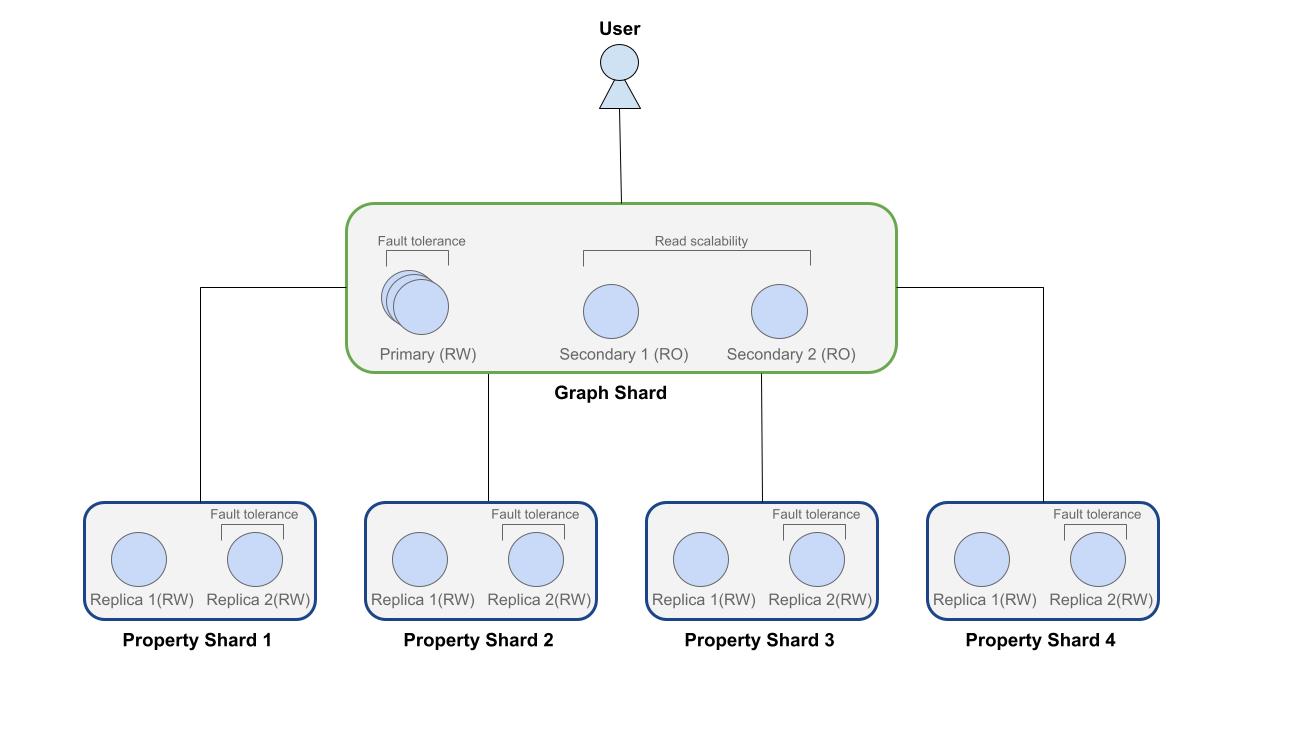 User
Fault tolerance
Read scalability
Primary (RW)
Secondary 1 (RO)
Secondary 2 (RO)
Graph Shard
Fault tolerance
Replica 1(RW)
Replica 2(RW)
Property Shard 1
Fault tolerance
Replica 1(RW)
Replica 2(RW)
Property Shard 2
Fault tolerance
Replica 1(RW)
Replica 2(RW)
Property Shard 3
Fault tolerance
Replica 1(RW)
Replica 2(RW)
Property Shard 4